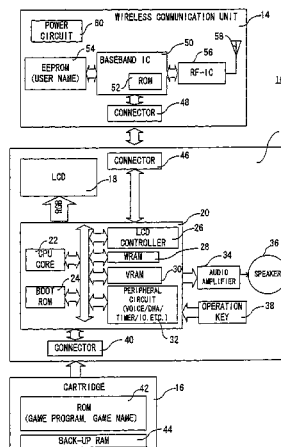 WIRELESS COMMUNICATION UNIT
14
60
POWER
CIRCUIT
54
50
58
BASEBAND IC
56
EEPROM
(USER NAME)
52
ROM
RF-IC
48
CONNECTOR
CONNECTOR
46
LCD
18
RGB
20
LCD
CONTROLLER
26
22
28
WRAM
CPU
CORE
24
30
34
36
VRAM
AUDIO
AMPLIFIER
SPEAKER
BOOT
ROM
PERIPHERAL
CIRCUIT
(VOICE/DMA/
TIMER/IO, ETC.)
OPERATION
KEY
38
40
32
CONNECTOR
CARTRIDGE
16
42
ROM
(GAME PROGRAM, GAME NAME)
44
BACK-UP RAM